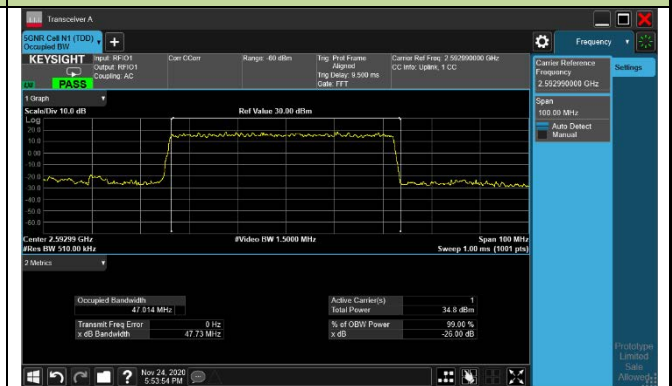 Transceiver A
5GNR Cell N1 (TDD)
Occupied BW
Frequency
KEYSIGHT
PASS
Input: RFIO1
Output: RFIO1
Coupling: AC
Corr CCorr
Range: -60 dBm
Trig: Prot Frame
Aligned
Trig Delay: 9.500 ms
Gate: FFT
Carrier Ref Freq: 2.592990000 GHz
CC Info: Uplink, 1 CC
Carrier Reference
Frequency
2.592990000 GHz
Settings
Span
100.00 MHz
Auto Detect
Manual
1 Graph
Scale/Div 10.0 dB
Ref Value 30.00 dBm
Log
20.0
10.0
0.00
-10.0
-20.0
-30.0
-40.0
-50.0
-60.0
Center 2.59299 GHz
#Video BW 1.5000 MHz
Span 100 MHz
#Res BW 510.00 kHz
Sweep 1.00 ms (1001 pts)
2 Metrics
Occupied Bandwidth
47.014 MHz
Active Carrier(s)
1
Total Power
34.8 dBm
Transmit Freq Error
0 Hz
% of OBW Power
99.00 %
x dB Bandwidth
47.73 MHz
x dB
-26.00 dB
Prototype
Limited
Sale
Allowed
Nov 24, 2020
5:53:54 PM